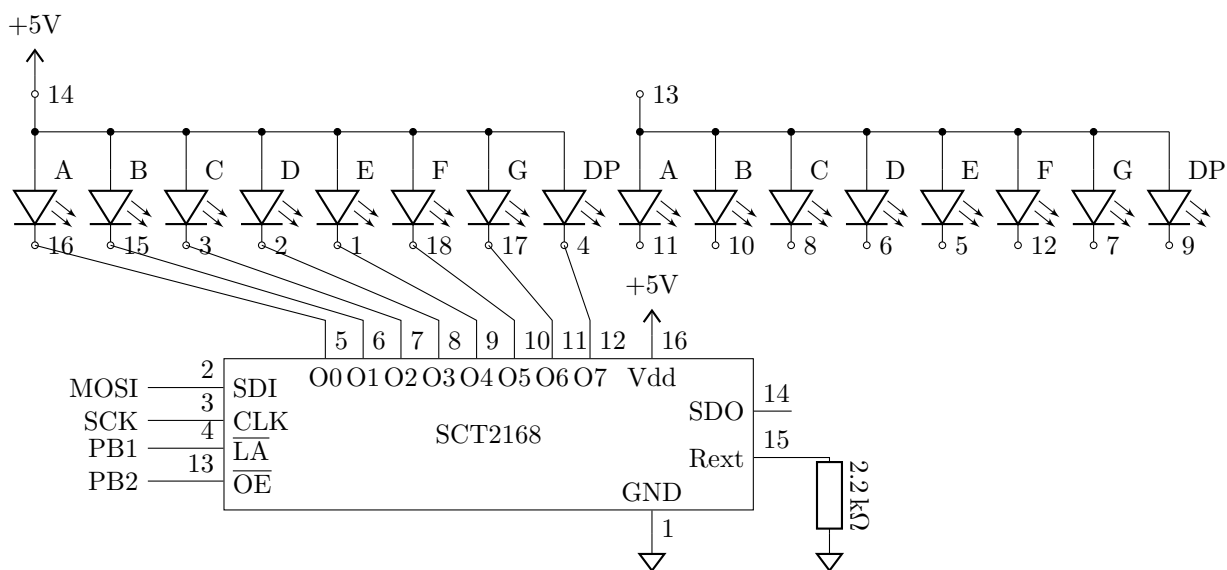 +5V
14 13
A B C D E F G DP A B C D E F G DP
16 15 3 2 1 18 17 4 11 10 8 6 5 12 7 9
+5V
5 6 7 8 9 10 11 12 16
O0 O1 O2 O3 O4 O5 O6 O7 Vdd
MOSI 2 SDI
SDO 14
SCK 3 CLK
SCT2168
PB1 4 L̅A̅
Rext 15
PB2 13 O̅E̅
2.2 kΩ
GND
1